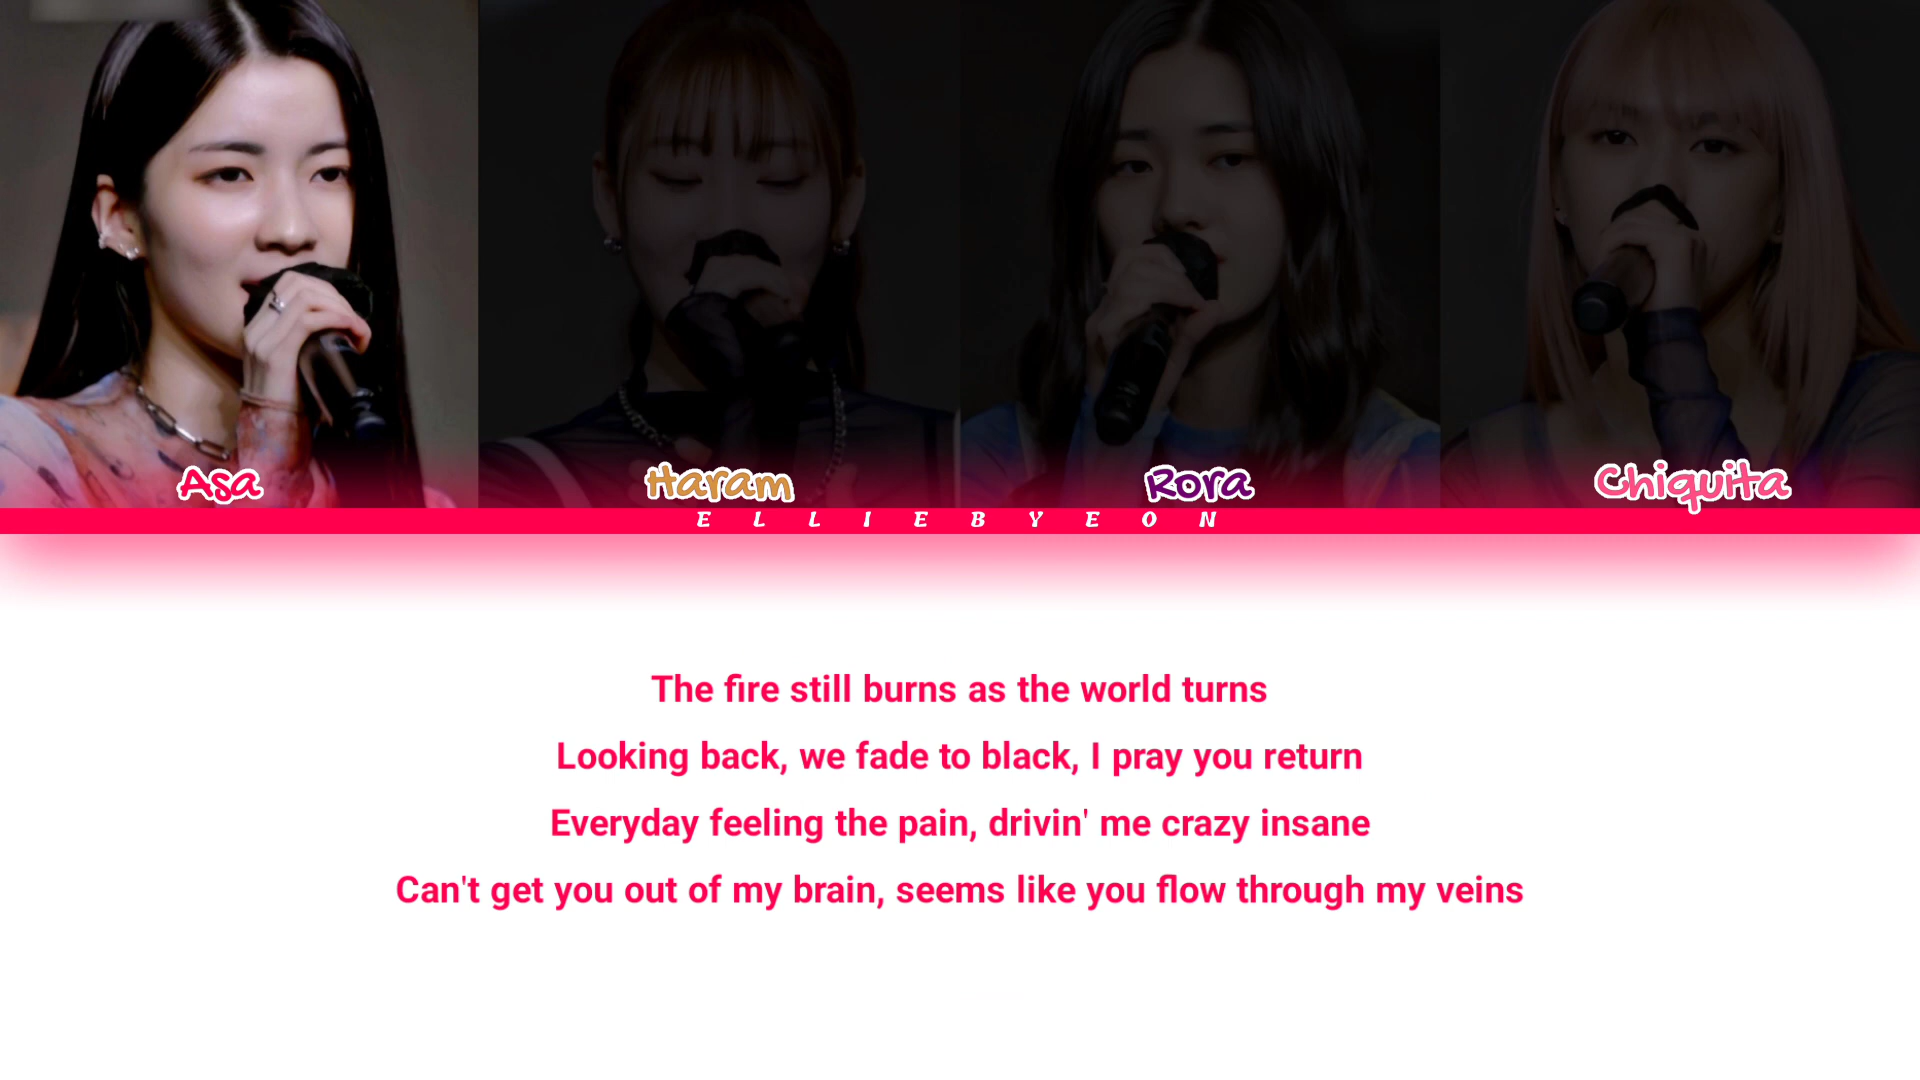 Asa
Haram
Rora
Chiquita
ELLIEBYEON
The fire still burns as the world turns
Looking back, we fade to black, I pray you return
Everyday feeling the pain, drivin' me crazy insane
Can't get you out of my brain, seems like you flow through my veins